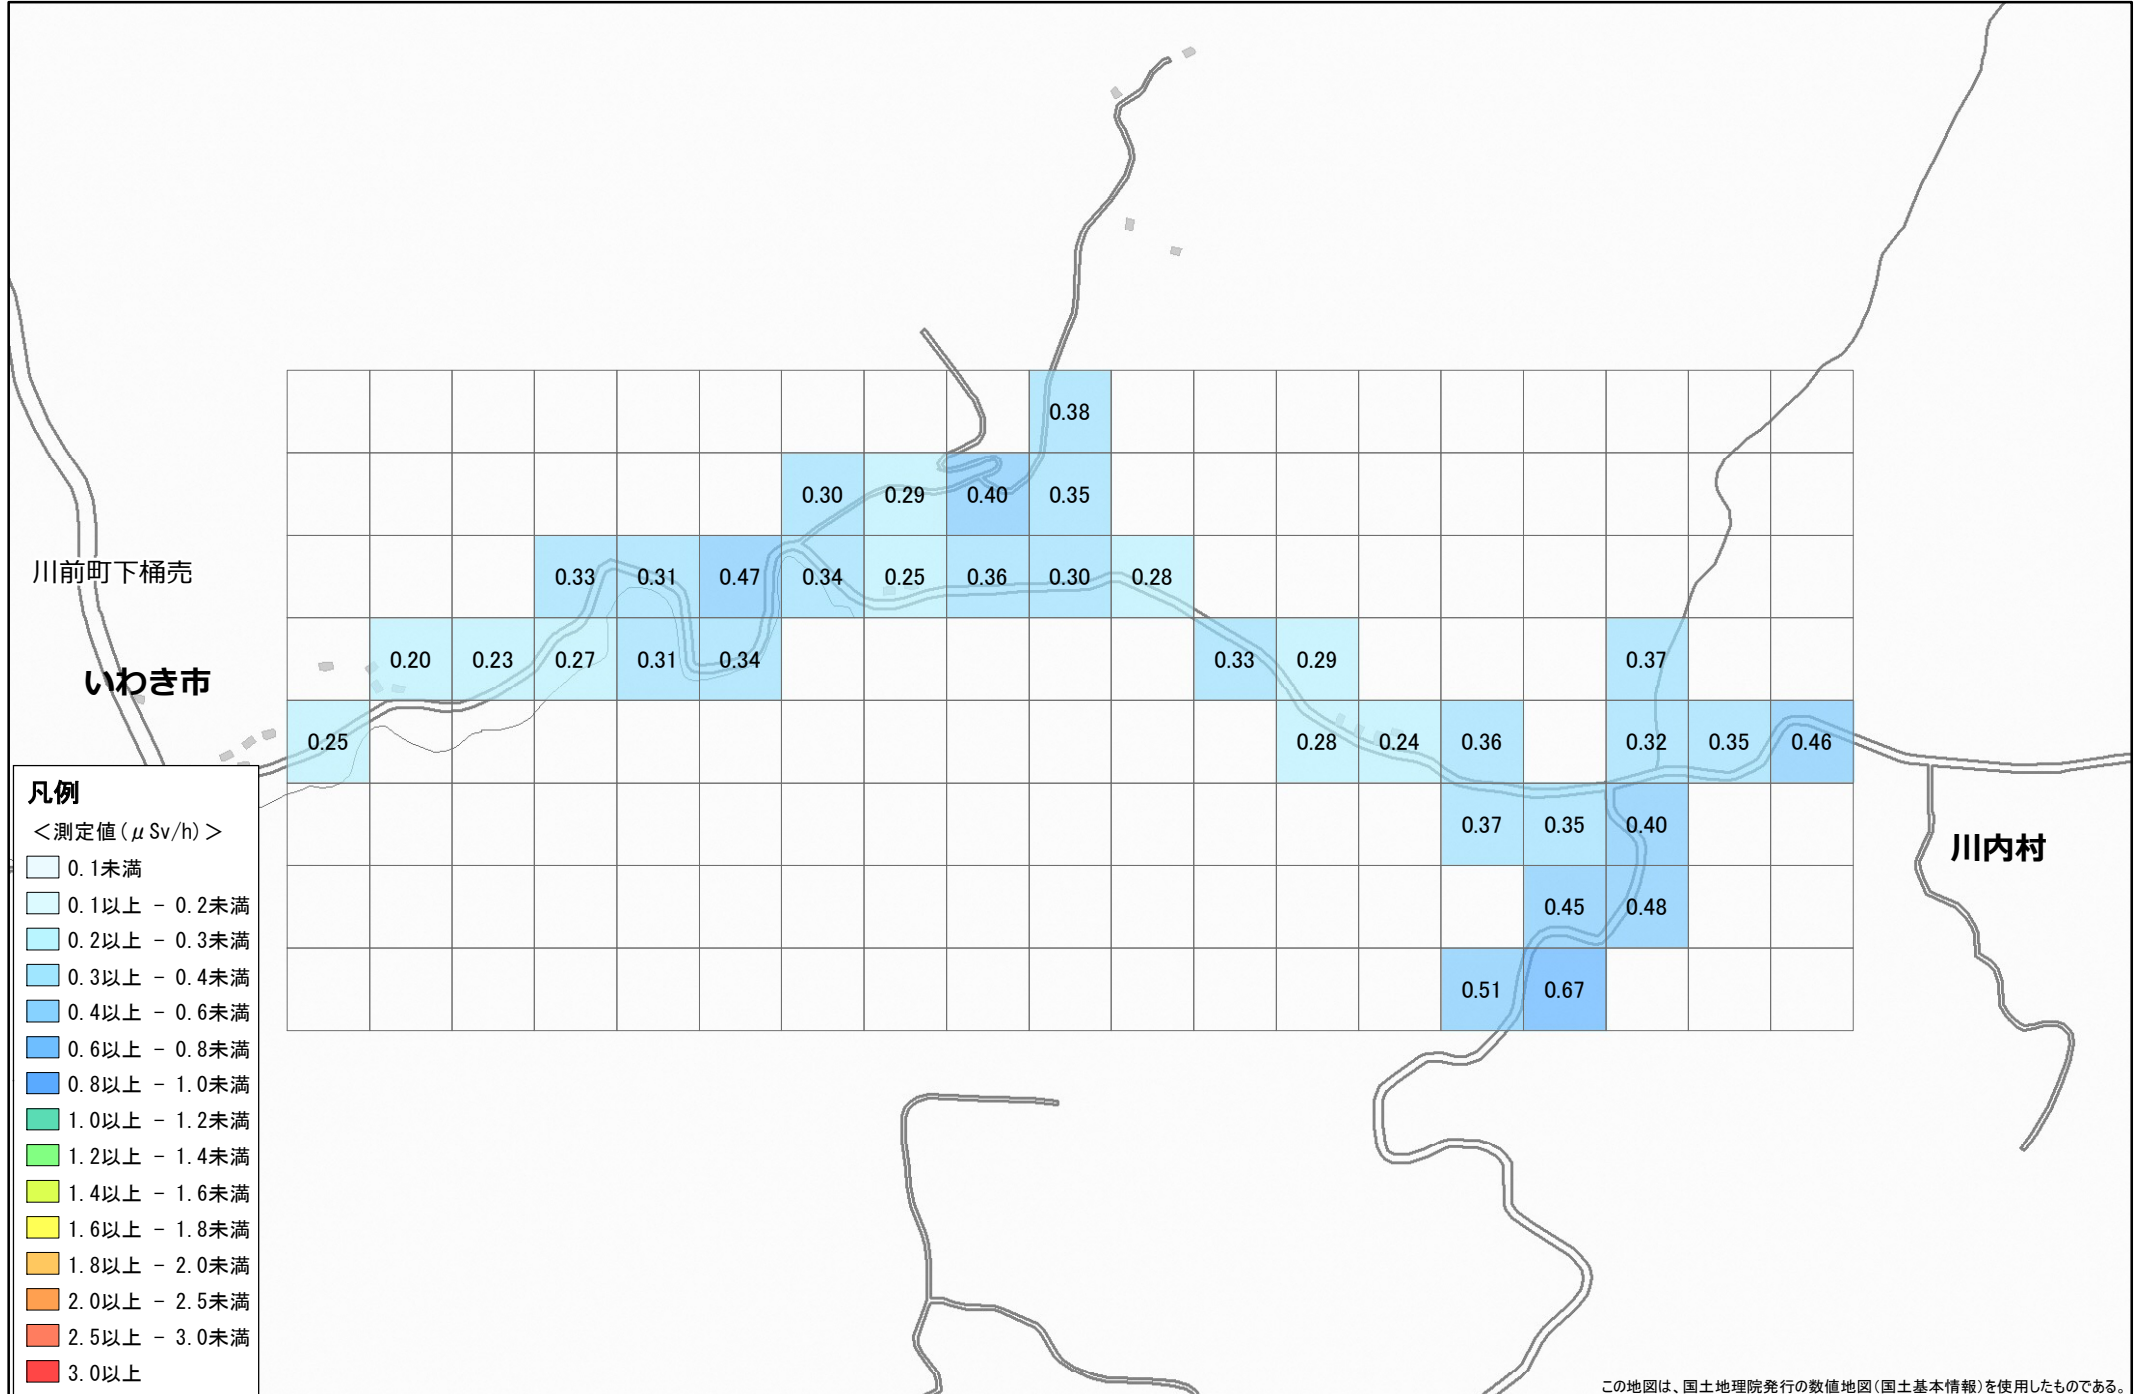 0.38
0.30 0.29 0.40 0.35
0.33 0.31 0.47 0.34 0.25 0.36 0.30 0.28
川前町下桶売
0.20 0.23 0.27 0.31 0.34 0.33 0.29 0.37
いわき市
0.25 0.28 0.24 0.36 0.32 0.35 0.46
0.37 0.35 0.40
川内村
0.45 0.48
0.51 0.67
凡例
＜測定値(μSv/h)＞
0.1未満
0.1以上 - 0.2未満
0.2以上 - 0.3未満
0.3以上 - 0.4未満
0.4以上 - 0.6未満
0.6以上 - 0.8未満
0.8以上 - 1.0未満
1.0以上 - 1.2未満
1.2以上 - 1.4未満
1.4以上 - 1.6未満
1.6以上 - 1.8未満
1.8以上 - 2.0未満
2.0以上 - 2.5未満
2.5以上 - 3.0未満
3.0以上
この地図は、国土地理院発行の数値地図(国土基本情報)を使用したものである。